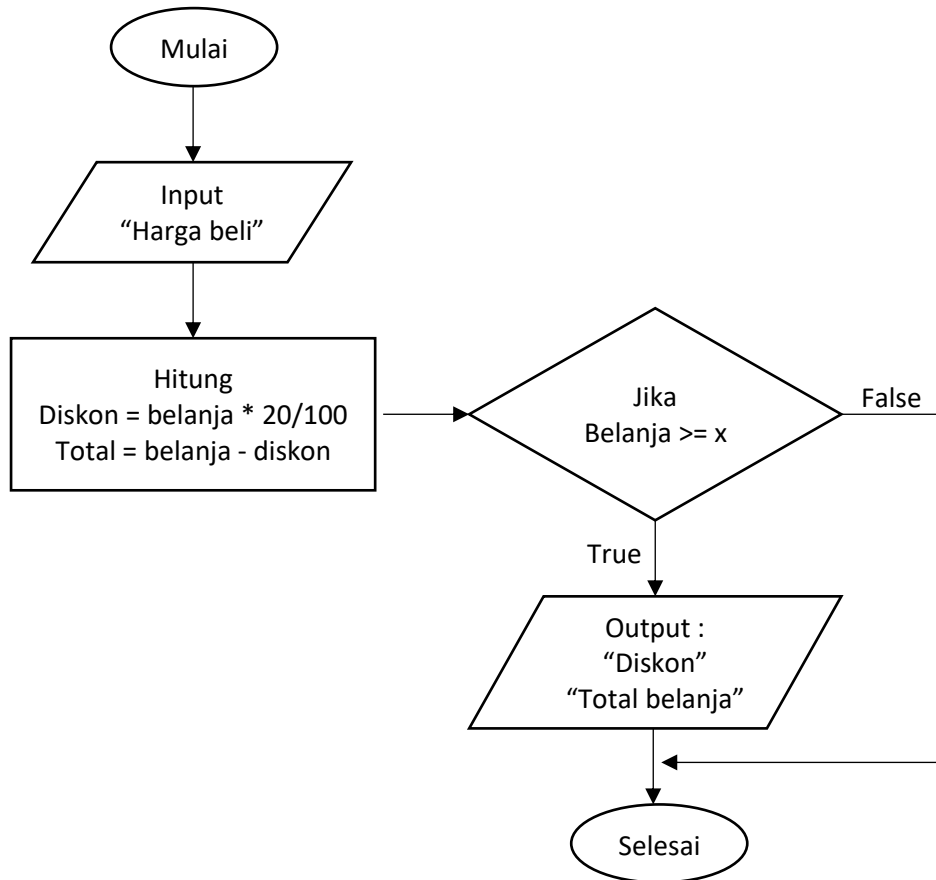 Mulai
Input
“Harga beli”
Hitung
Diskon = belanja * 20/100
Total = belanja - diskon
Jika
Belanja >= x
False
True
Output :
“Diskon”
“Total belanja”
Selesai